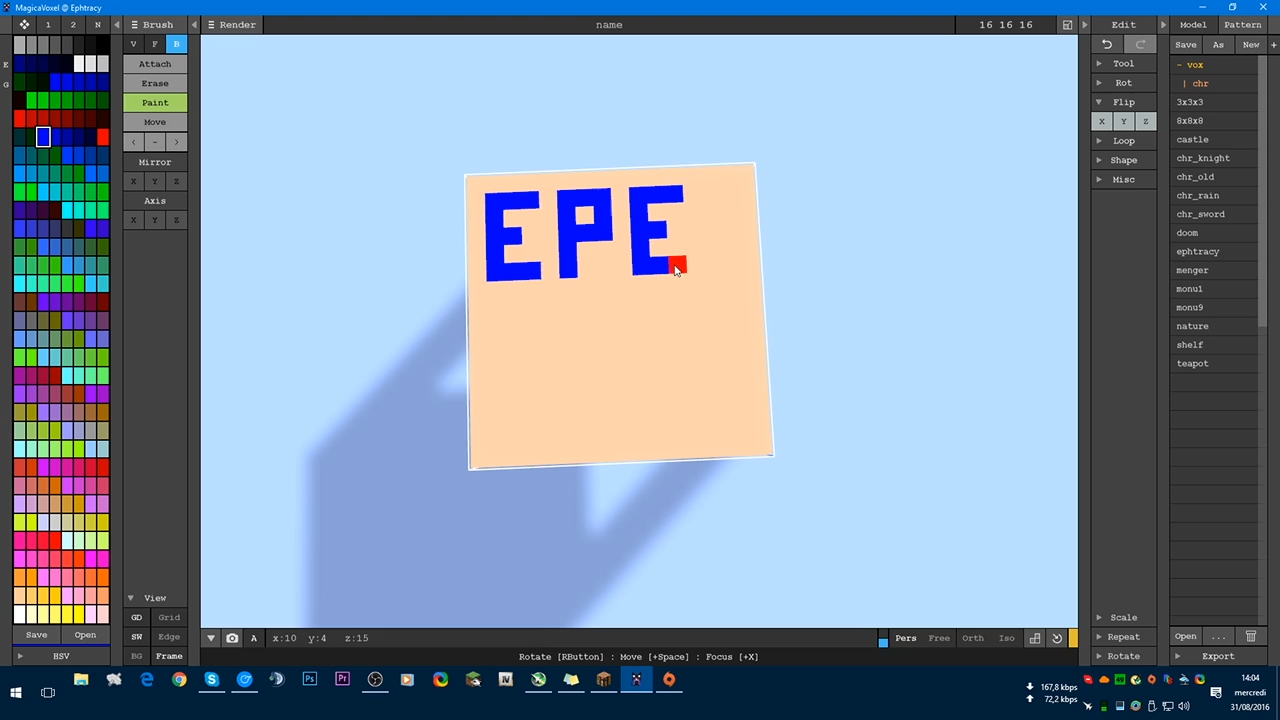 MagicaVoxel @ Ephtracy
1 2 N
Brush
Render
name
16 16 16
Edit
Model Pattern
V F B
Save As New +
E
G
Attach
Erase
Paint
Move
< - >
Mirror
X Y Z
Axis
X Y Z
EPE
Tool
Rot
Flip
X Y Z
Loop
Shape
Misc
- vox
| chr
3x3x3
8x8x8
castle
chr_knight
chr_old
chr_rain
chr_sword
doom
ephtracy
menger
monu1
monu9
nature
shelf
teapot
View
GD Grid
SW Edge
BG Frame
Save Open
HSV
A x:10 y:4 z:15
Pers Free Orth Iso
Rotate [RButton] : Move [+Space] : Focus [+X]
Scale
Repeat
Rotate
Open ...
Export
167,8 kbps
72,2 kbps
14:04
mercredi
31/08/2016